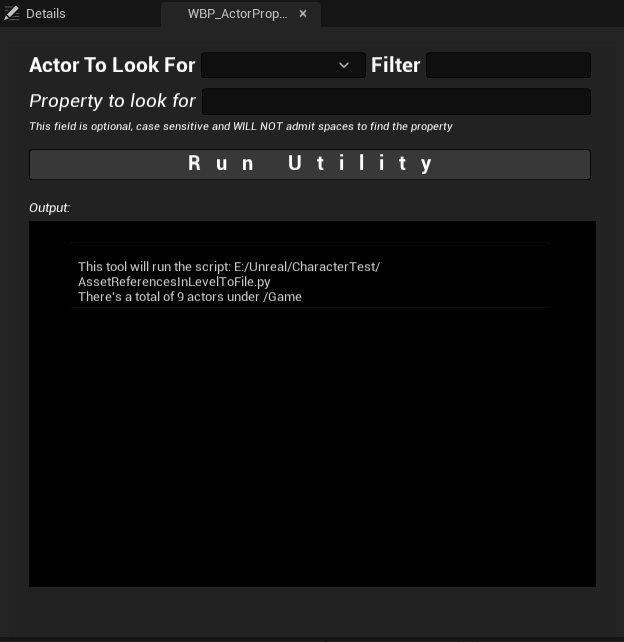 Details
WBP_ActorProp...
Actor To Look For
Filter
Property to look for
This field is optional, case sensitive and WILL NOT admit spaces to find the property
Run Utility
Output:
This tool will run the script: E:/Unreal/CharacterTest/
AssetReferencesInLevelToFile.py
There's a total of 9 actors under /Game